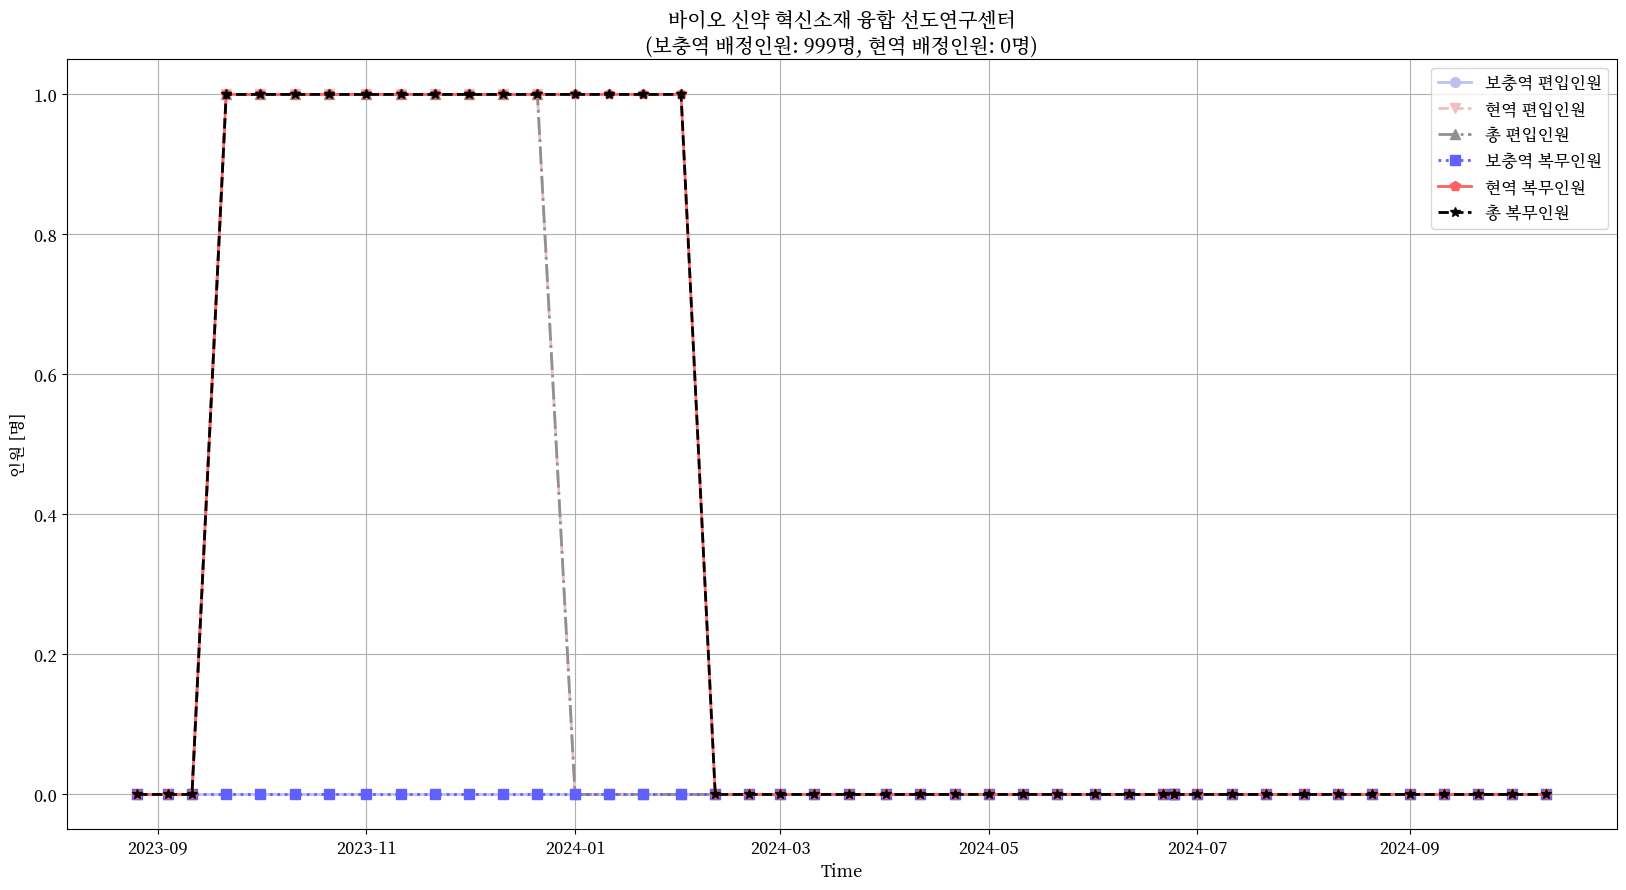 바이오 신약 혁신소재 융합 선도연구센터
(보충역 배정인원: 999명, 현역 배정인원: 0명)
보충역 편입인원
현역 편입인원
총 편입인원
보충역 복무인원
현역 복무인원
총 복무인원
인원 [명]
1.0
0.8
0.6
0.4
0.2
0.0
2023-09
2023-11
2024-01
2024-03
2024-05
2024-07
2024-09
Time